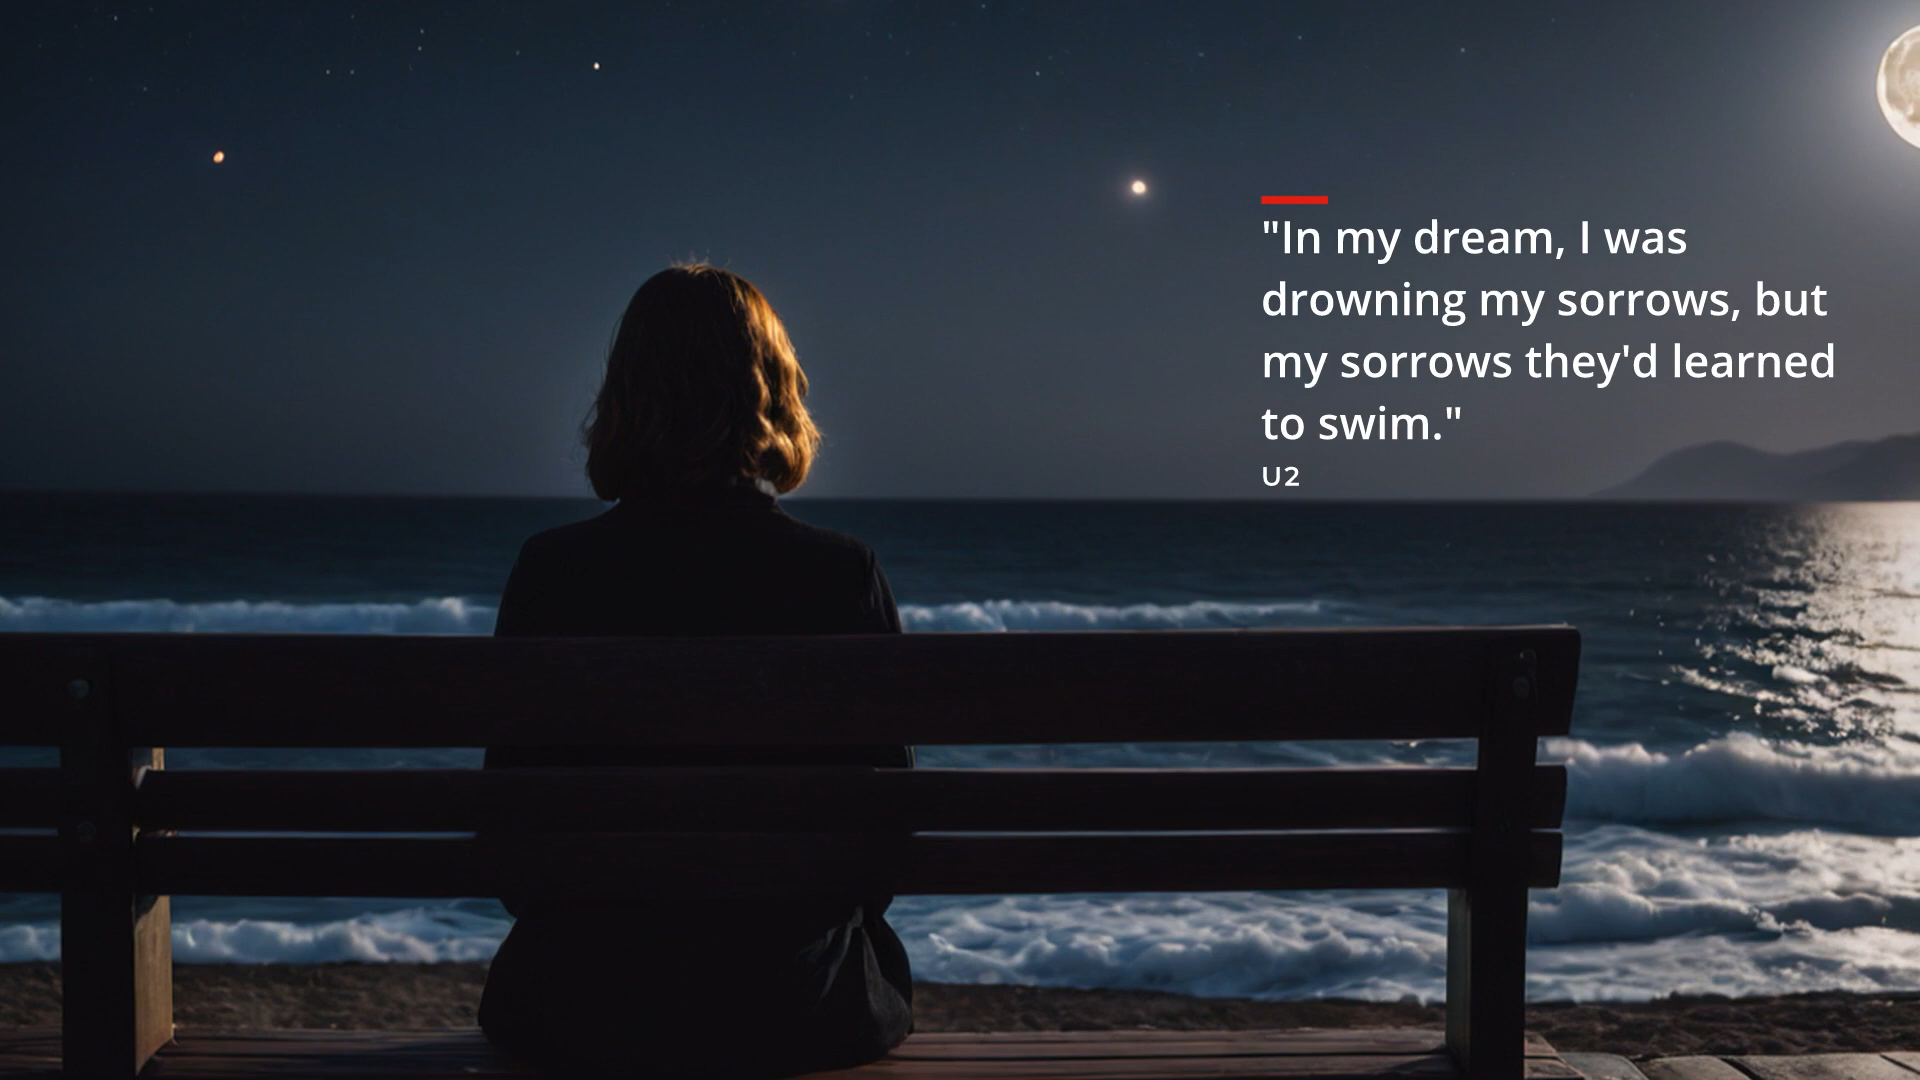 "In my dream, I was
drowning my sorrows, but
my sorrows they'd learned
to swim."
U2